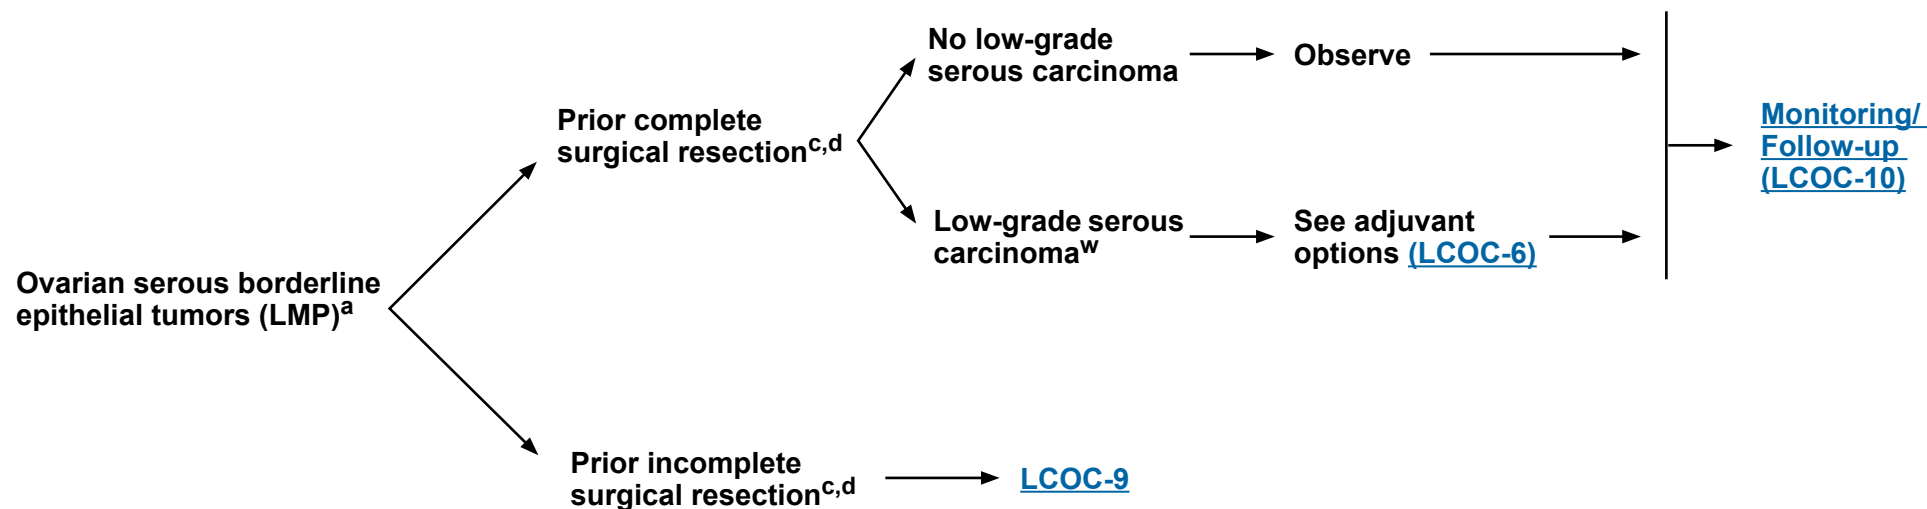 Ovarian serous borderline
epithelial tumors (LMP)a
Prior complete
surgical resectionc,d
No low-grade
serous carcinoma
Observe
Low-grade serous
carcinomaw
See adjuvant
options (LCOC-6)
Monitoring/
Follow-up
(LCOC-10)
Prior incomplete
surgical resectionc,d
LCOC-9